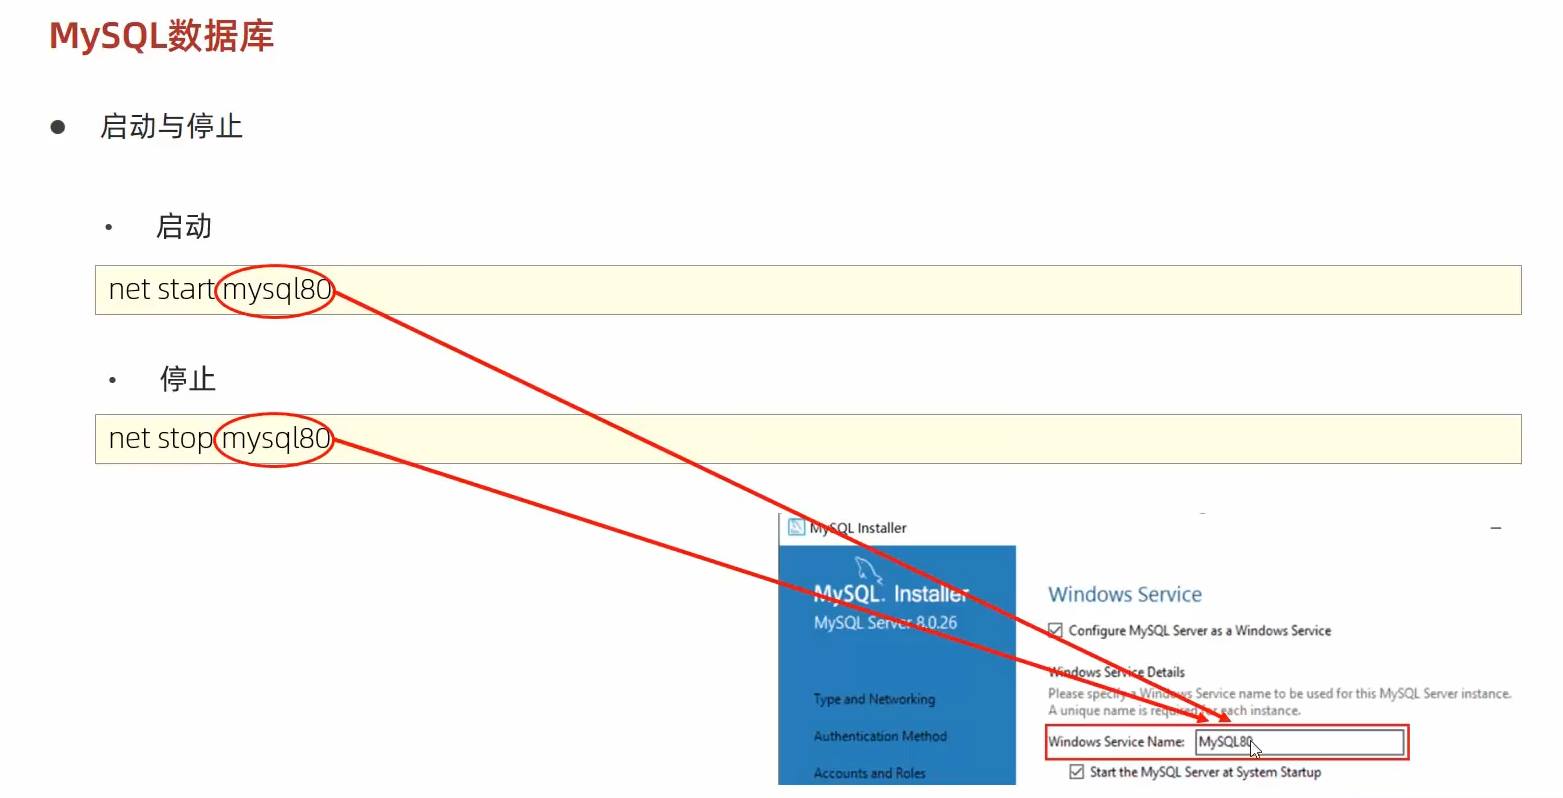 MySQL数据库
● 启动与停止
• 启动
net start mysql80
• 停止
net stop mysql80
MySQL Installer
MySQL. Installer
MySQL Server 8.0.26
Type and Networking
Authentication Method
Accounts and Roles
Windows Service
Configure MySQL Server as a Windows Service
Windows Service Details
Please specify a Windows Service name to be used for this MySQL Server instance.
A unique name is required for each instance.
Windows Service Name: MySQL80
Start the MySQL Server at System Startup